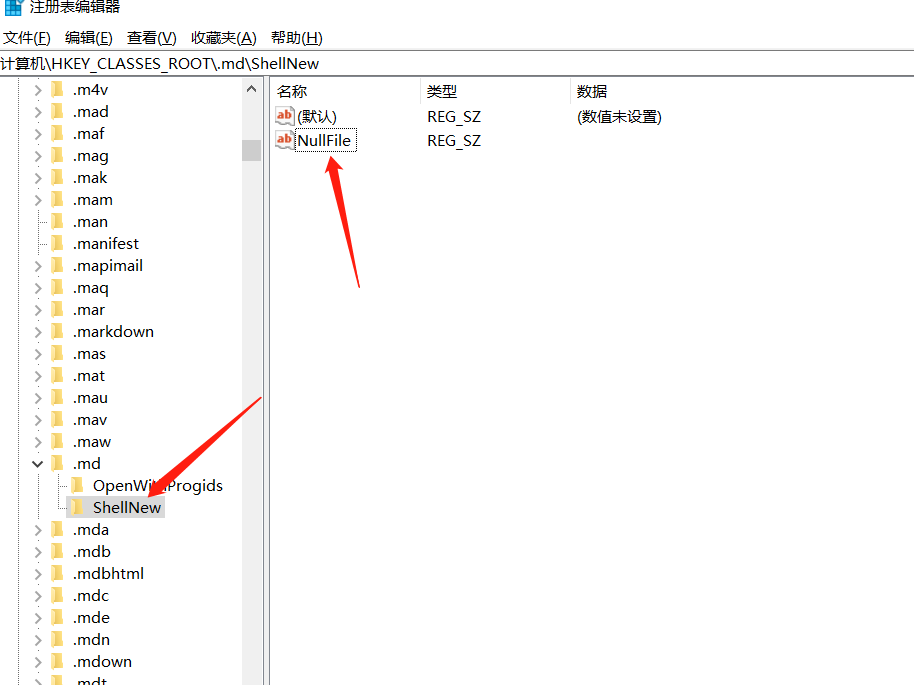 注册表编辑器
文件(F) 编辑(E) 查看(V) 收藏夹(A) 帮助(H)
计算机\HKEY_CLASSES_ROOT\.md\ShellNew
.m4v
.mad
.maf
.mag
.mak
.mam
.man
.manifest
.mapimail
.maq
.mar
.markdown
.mas
.mat
.mau
.mav
.maw
.md
OpenWithProgids
ShellNew
.mda
.mdb
.mdbhtml
.mdc
.mde
.mdn
.mdown
.mdt
名称 类型 数据
ab (默认) REG_SZ (数值未设置)
ab NullFile REG_SZ